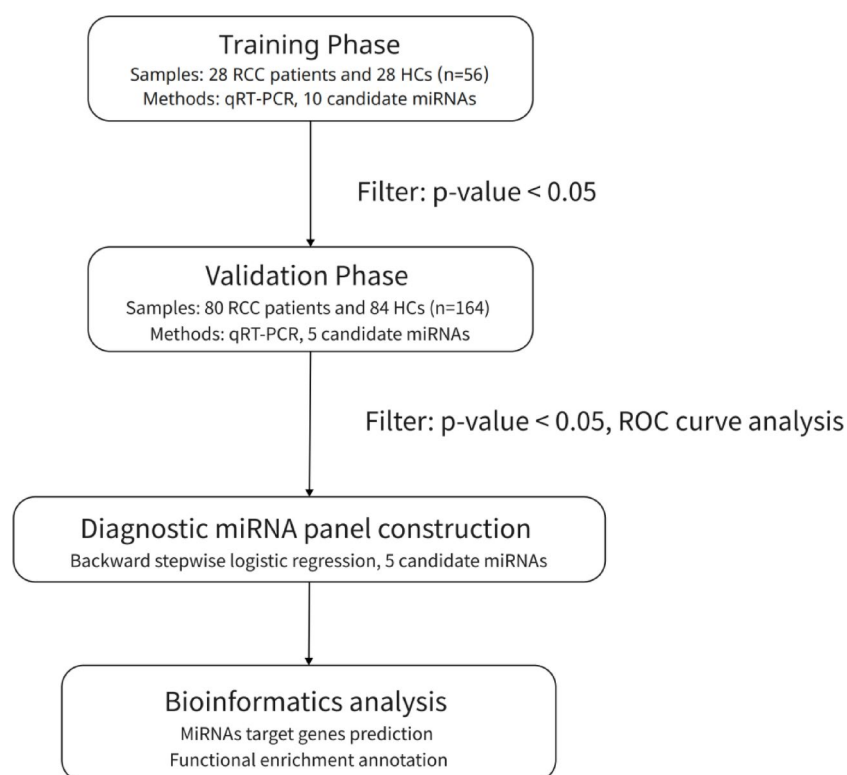 Training Phase
Samples: 28 RCC patients and 28 HCs (n=56)
Methods: qRT-PCR, 10 candidate miRNAs
Filter: p-value < 0.05
Validation Phase
Samples: 80 RCC patients and 84 HCs (n=164)
Methods: qRT-PCR, 5 candidate miRNAs
Filter: p-value < 0.05, ROC curve analysis
Diagnostic miRNA panel construction
Backward stepwise logistic regression, 5 candidate miRNAs
Bioinformatics analysis
MiRNAs target genes prediction
Functional enrichment annotation